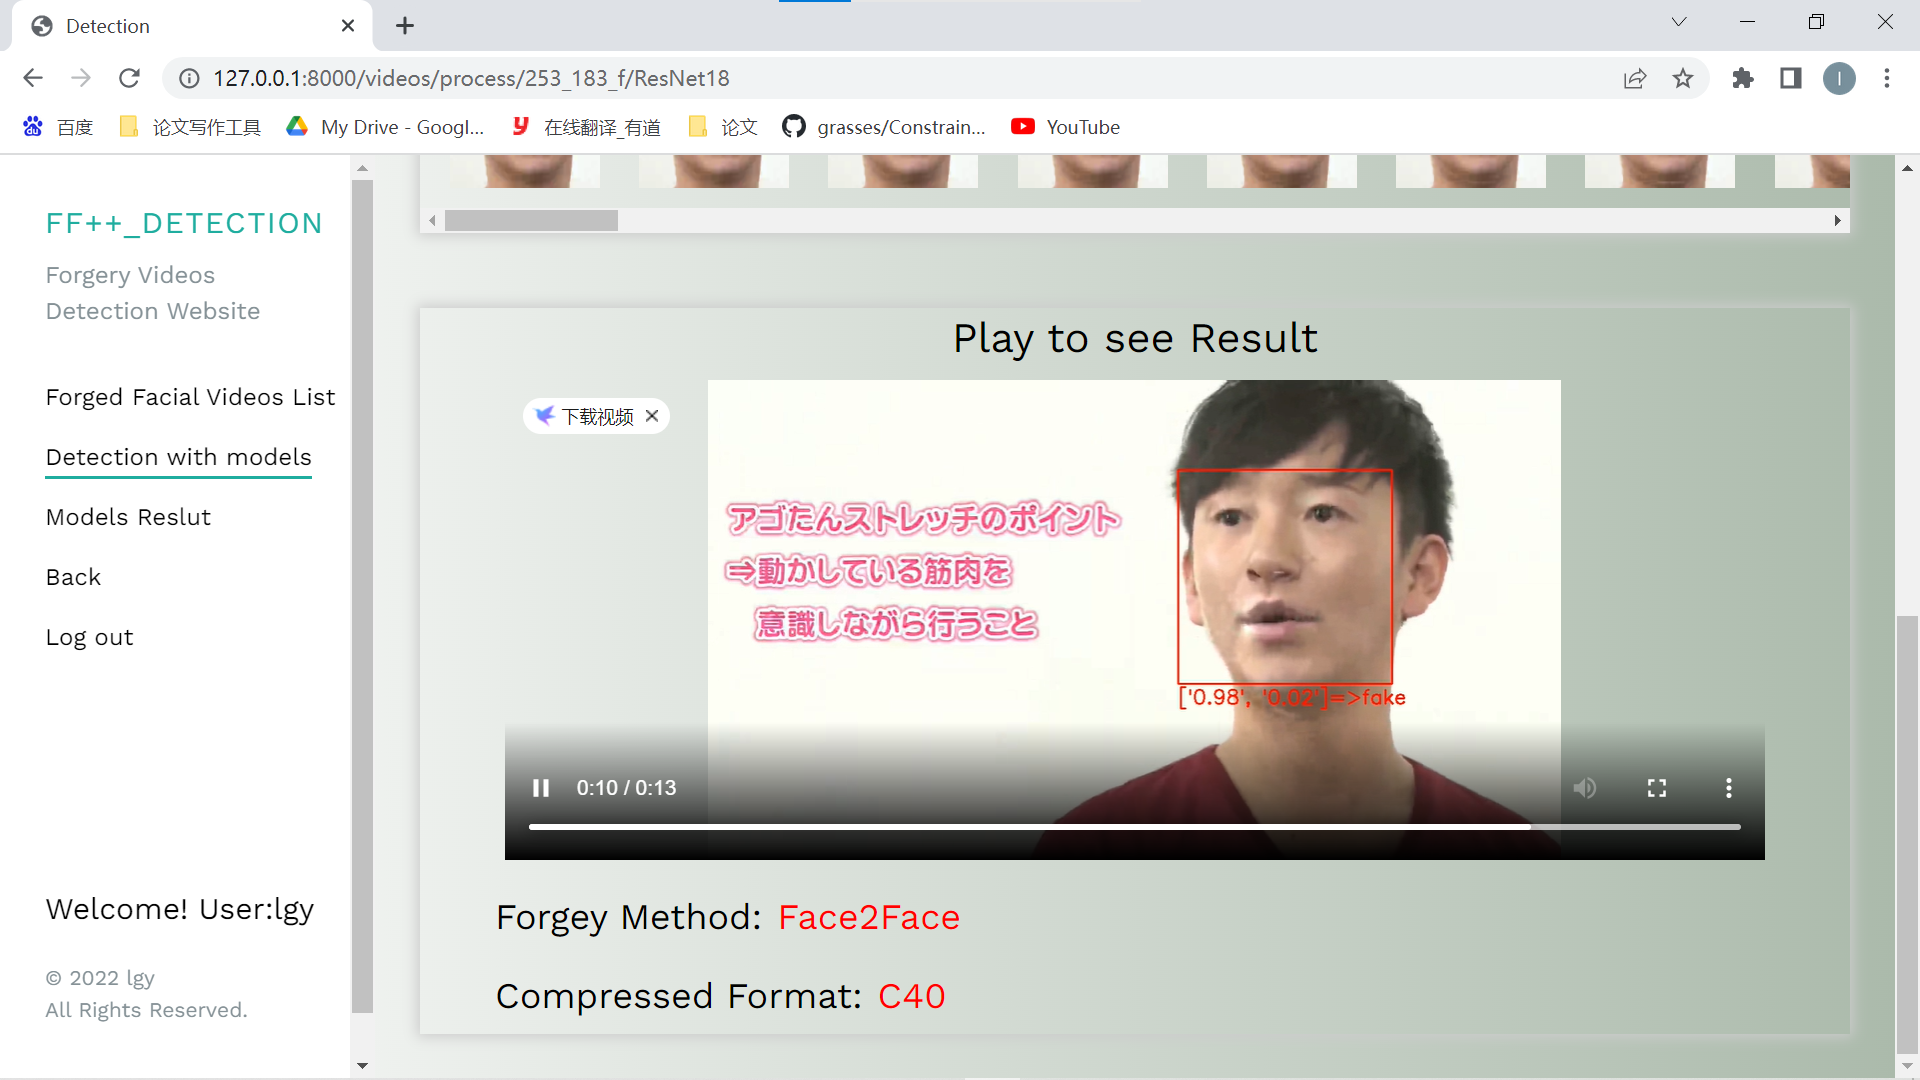 Detection
127.0.0.1:8000/videos/process/253_183_f/ResNet18
I
百度
论文写作工具
My Drive - Googl...
在线翻译_有道
论文
grasses/Constrain...
YouTube
FF++_DETECTION
Forgery Videos
Detection Website
Forged Facial Videos List
Detection with models
Models Reslut
Back
Log out
Welcome! User:lgy
© 2022 lgy
All Rights Reserved.
Play to see Result
下载视频
アゴたんストレッチのポイント
⇒動かしている筋肉を
意識しながら行うこと
['0.98', '0.02']=>fake
0:10 / 0:13
Forgey Method: Face2Face
Compressed Format: C40